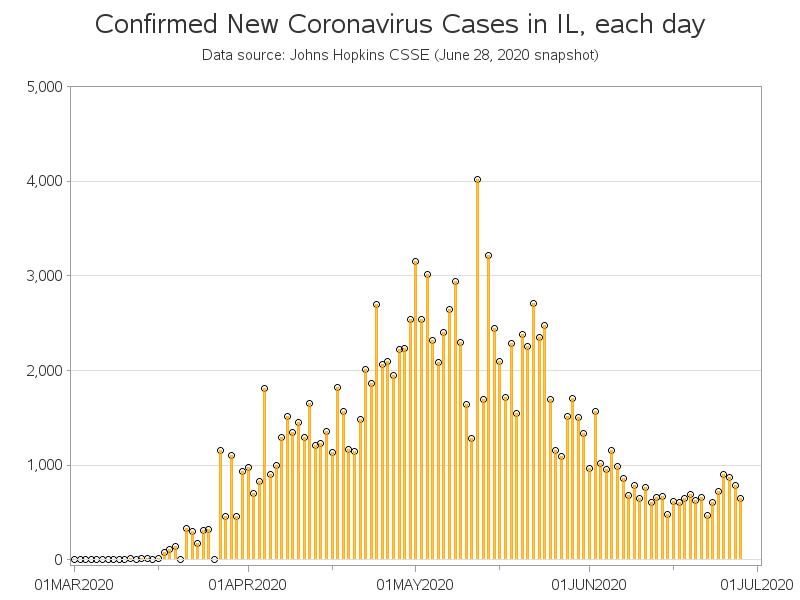 Confirmed New Coronavirus Cases in IL, each day
Data source: Johns Hopkins CSSE (June 28, 2020 snapshot)
5,000
4,000
3,000
2,000
1,000
0
01MAR2020 01APR2020 01MAY2020 01JUN2020 01JUL2020